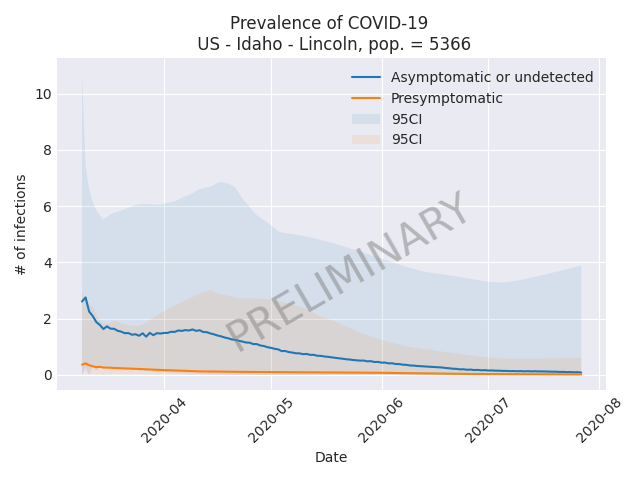 Prevalence of COVID-19
US - Idaho - Lincoln, pop. = 5366
Asymptomatic or undetected
Presymptomatic
95CI
95CI
PRELIMINARY
# of infections
10
8
6
4
2
0
2020-04
2020-05
2020-06
2020-07
2020-08
Date